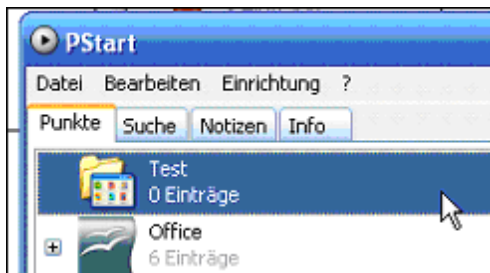 PStart
Datei Bearbeiten Einrichtung ?
Punkte Suche Notizen Info
Test
0 Einträge
Office
6 Einträge